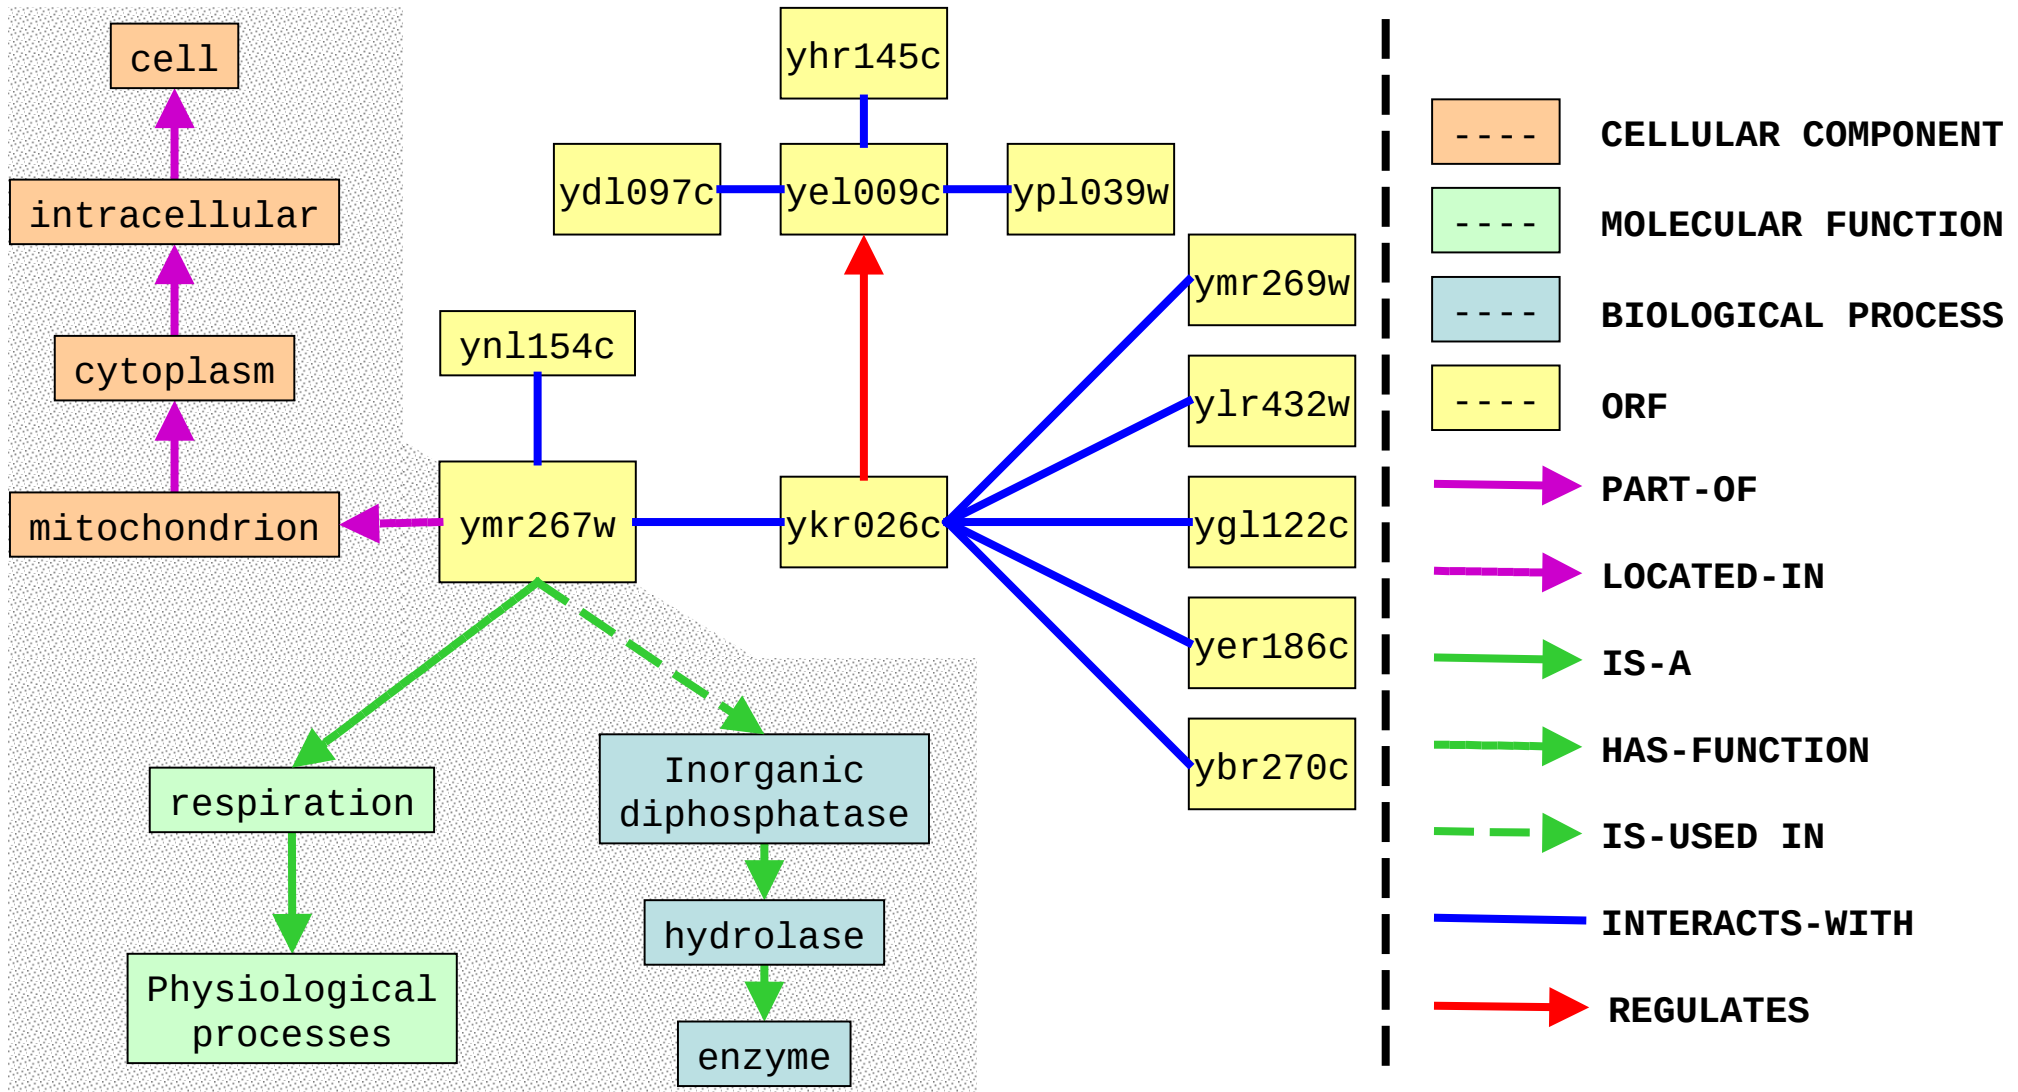 cell
intracellular
cytoplasm
mitochondrion
yhr145c
ydl097c
yel009c
ypl039w
ynl154c
ymr267w
ykr026c
ymr269w
ylr432w
ygl122c
yer186c
ybr270c
respiration
Physiological
processes
Inorganic
diphosphatase
hydrolase
enzyme
---- CELLULAR COMPONENT
---- MOLECULAR FUNCTION
---- BIOLOGICAL PROCESS
---- ORF
PART-OF
LOCATED-IN
IS-A
HAS-FUNCTION
IS-USED IN
INTERACTS-WITH
REGULATES